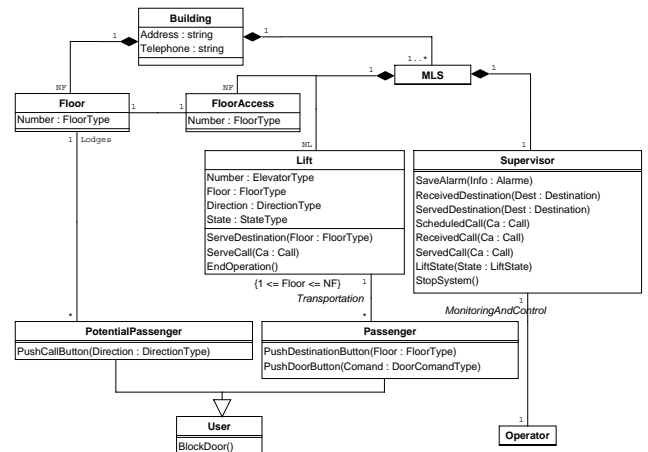 Building
Address : string
Telephone : string
1
1
1..*
MLS
1
1
1
NF
NF
Floor
Number : FloorType
1
1
FloorAccess
Number : FloorType
1
Lodges
NL
1
Lift
Number : ElevatorType
Floor : FloorType
Direction : DirectionType
State : StateType
ServeDestination(Floor : FloorType)
ServeCall(Ca : Call)
EndOperation()
{1 <= Floor <= NF}
1
Transportation
Supervisor
SaveAlarm(Info : Alarme)
ReceivedDestination(Dest : Destination)
ServedDestination(Dest : Destination)
ScheduledCall(Ca : Call)
ReceivedCall(Ca : Call)
ServedCall(Ca : Call)
LiftState(State : LiftState)
StopSystem()
1
MonitoringAndControl
*
*
PotentialPassenger
PushCallButton(Direction : DirectionType)
Passenger
PushDestinationButton(Floor : FloorType)
PushDoorButton(Comand : DoorComandType)
User
BlockDoor()
1
Operator